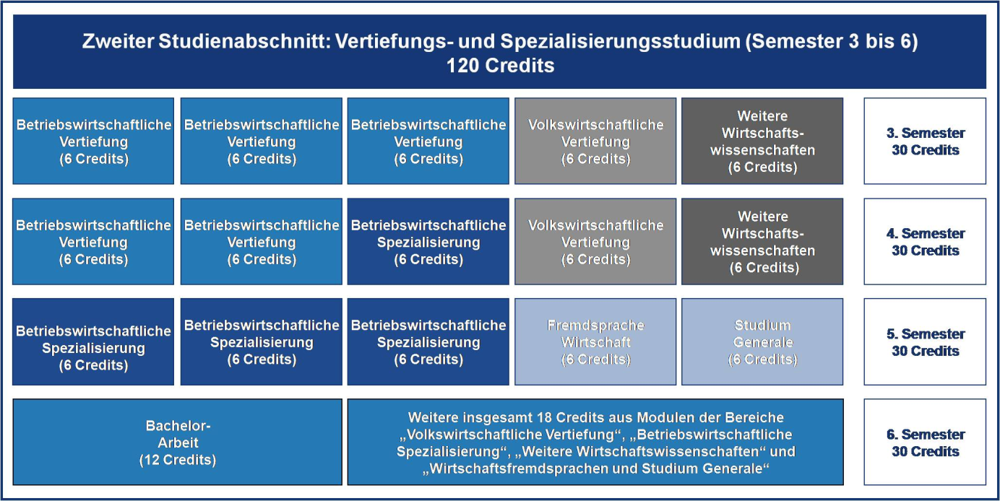 Zweiter Studienabschnitt: Vertiefungs- und Spezialisierungsstudium (Semester 3 bis 6)
120 Credits
Betriebswirtschaftliche
Vertiefung
(6 Credits)
Betriebswirtschaftliche
Vertiefung
(6 Credits)
Betriebswirtschaftliche
Vertiefung
(6 Credits)
Volkswirtschaftliche
Vertiefung
(6 Credits)
Weitere
Wirtschafts-
wissenschaften
(6 Credits)
3. Semester
30 Credits
Betriebswirtschaftliche
Vertiefung
(6 Credits)
Betriebswirtschaftliche
Vertiefung
(6 Credits)
Betriebswirtschaftliche
Spezialisierung
(6 Credits)
Volkswirtschaftliche
Vertiefung
(6 Credits)
Weitere
Wirtschafts-
wissenschaften
(6 Credits)
4. Semester
30 Credits
Betriebswirtschaftliche
Spezialisierung
(6 Credits)
Betriebswirtschaftliche
Spezialisierung
(6 Credits)
Betriebswirtschaftliche
Spezialisierung
(6 Credits)
Fremdsprache
Wirtschaft
(6 Credits)
Studium
Generale
(6 Credits)
5. Semester
30 Credits
Bachelor-
Arbeit
(12 Credits)
Weitere insgesamt 18 Credits aus Modulen der Bereiche
„Volkswirtschaftliche Vertiefung“, „Betriebswirtschaftliche
Spezialisierung“, „Weitere Wirtschaftswissenschaften“ und
„Wirtschaftsfremdsprachen und Studium Generale“
6. Semester
30 Credits